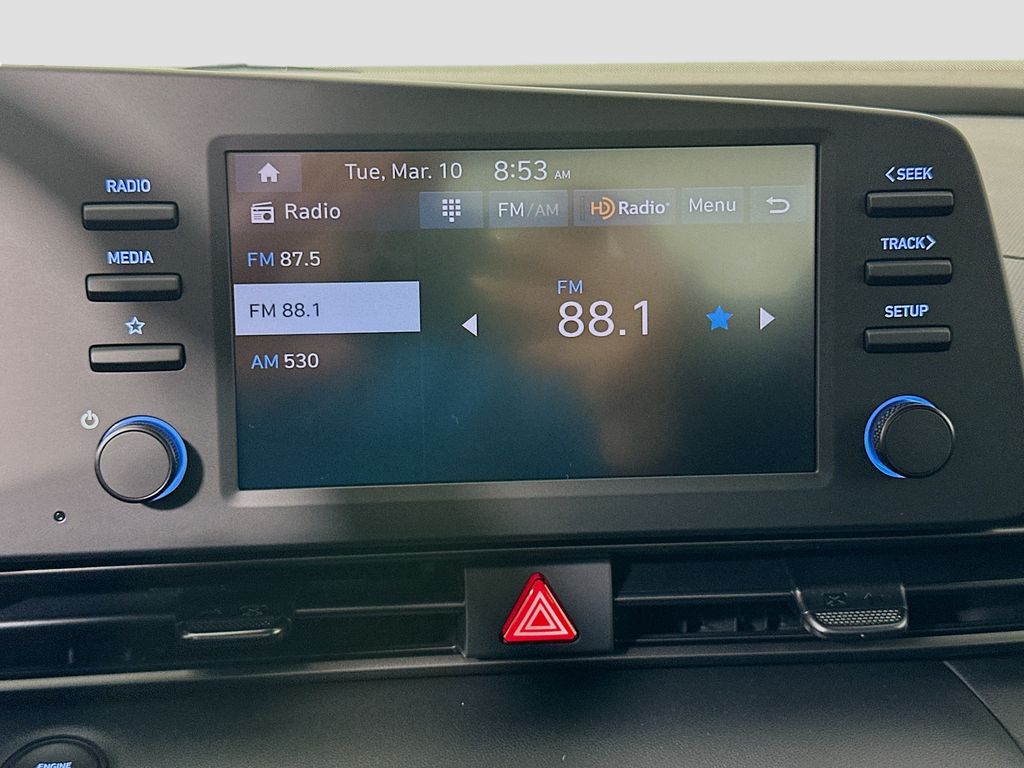 RADIO
MEDIA
Tue, Mar. 10 8:53 AM
Radio FM/AM HD Radio Menu
FM 87.5
FM 88.1
AM 530
FM
88.1
<SEEK
TRACK>
SETUP
ENGINE